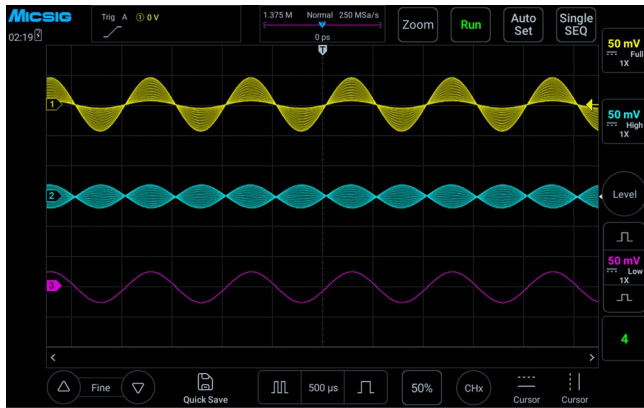 MICSIG
02:19
Trig A ① 0 V
1.375 M Normal 250 MSa/s
0 ps
T
Zoom
Run
Auto
Set
Single
SEQ
50 mV
Full
1X
50 mV
High
1X
Level
50 mV
Low
1X
4
1
2
3
Fine
Quick Save
500 µs
50%
CHx
Cursor
Cursor